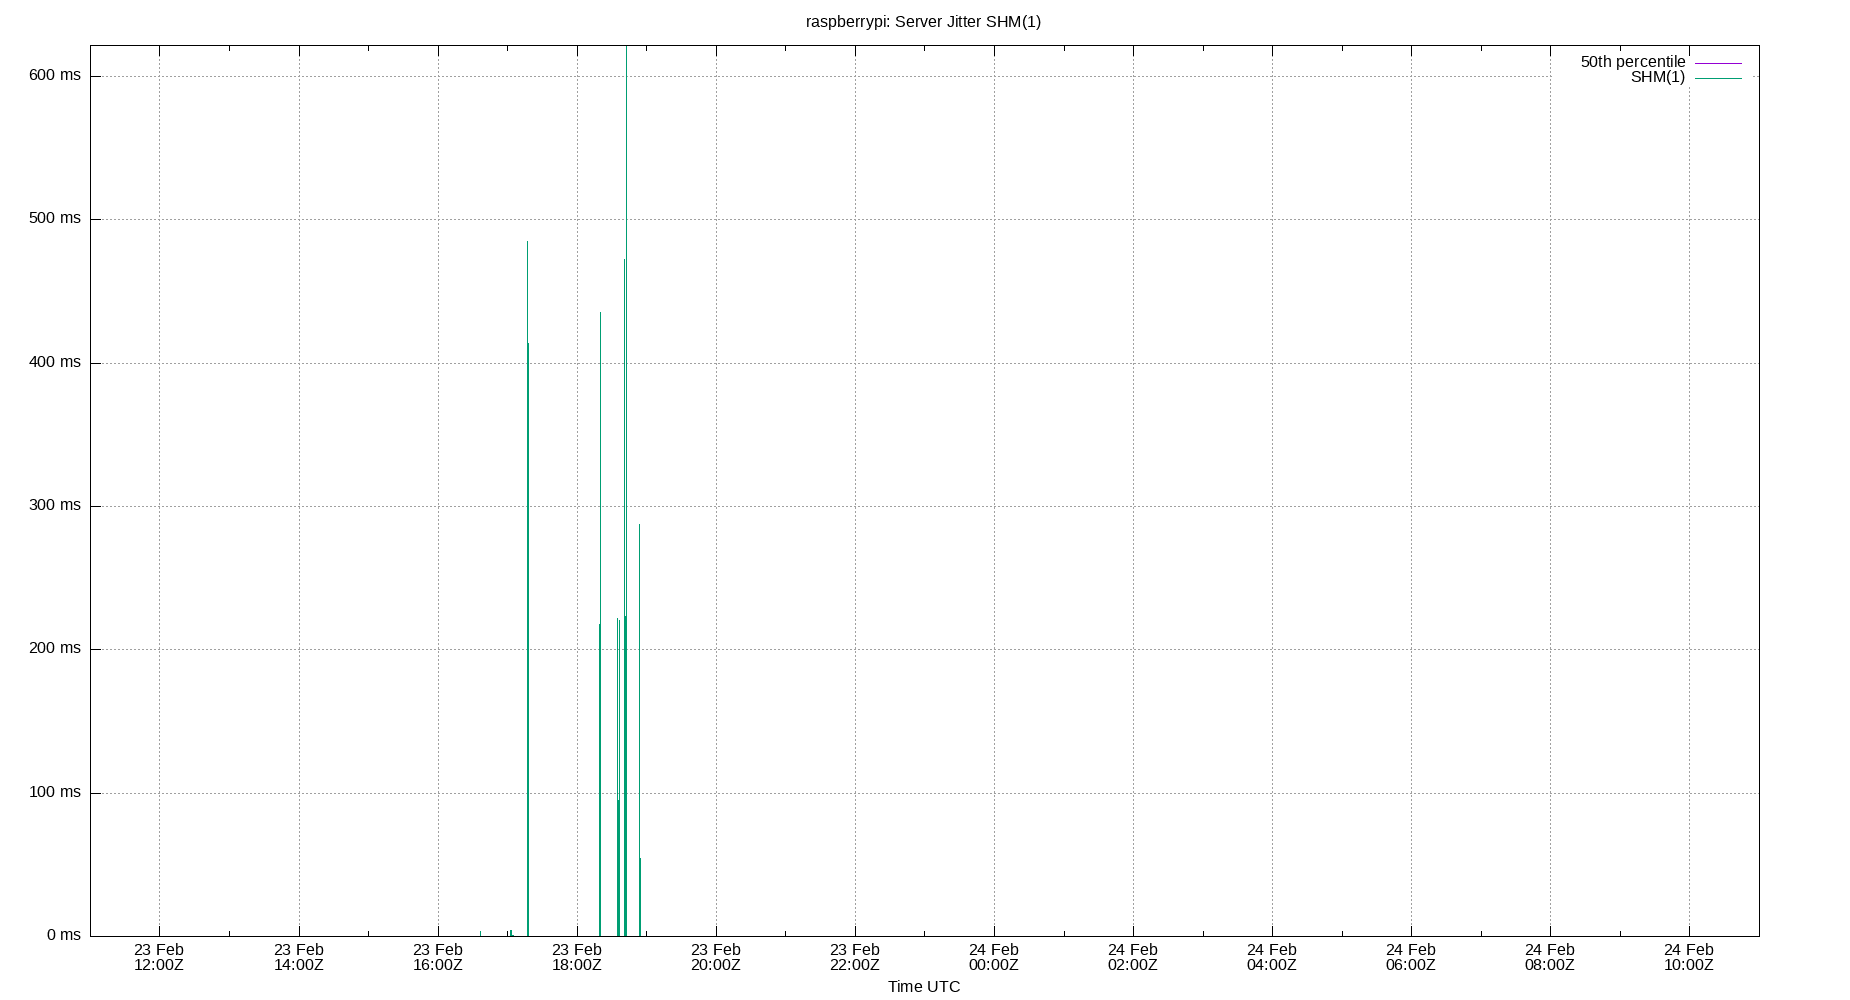 raspberrypi: Server Jitter SHM(1)
50th percentile
SHM(1)
600 ms
500 ms
400 ms
300 ms
200 ms
100 ms
0 ms
23 Feb 23 Feb 23 Feb 23 Feb 23 Feb 23 Feb 24 Feb 24 Feb 24 Feb 24 Feb 24 Feb 24 Feb
12:00Z 14:00Z 16:00Z 18:00Z 20:00Z 22:00Z 00:00Z 02:00Z 04:00Z 06:00Z 08:00Z 10:00Z
Time UTC